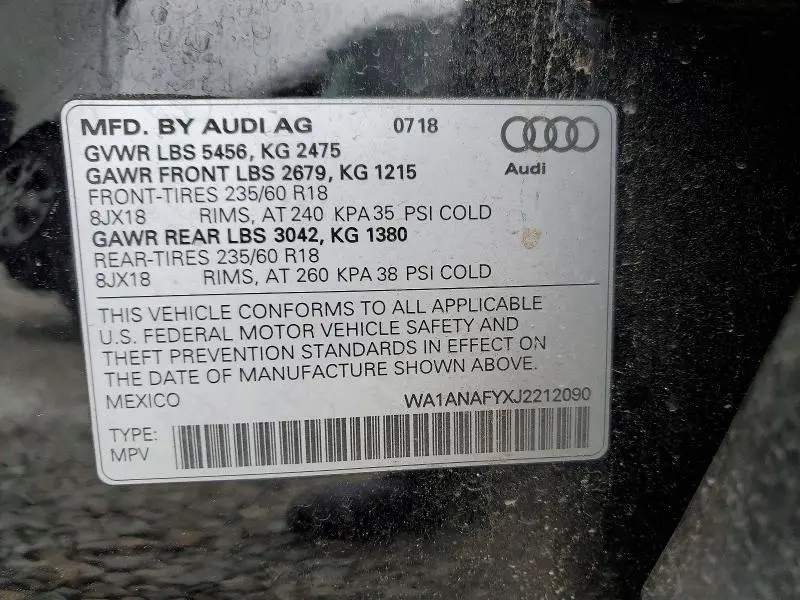 MFD. BY AUDI AG 0718
GVWR LBS 5456, KG 2475
Audi
GAWR FRONT LBS 2679, KG 1215
FRONT-TIRES 235/60 R18
8JX18 RIMS, AT 240 KPA 35 PSI COLD
GAWR REAR LBS 3042, KG 1380
REAR-TIRES 235/60 R18
8JX18 RIMS, AT 260 KPA 38 PSI COLD
THIS VEHICLE CONFORMS TO ALL APPLICABLE
U.S. FEDERAL MOTOR VEHICLE SAFETY AND
THEFT PREVENTION STANDARDS IN EFFECT ON
THE DATE OF MANUFACTURE SHOWN ABOVE.
MEXICO WA1ANAFYXJ2212090
TYPE:
MPV